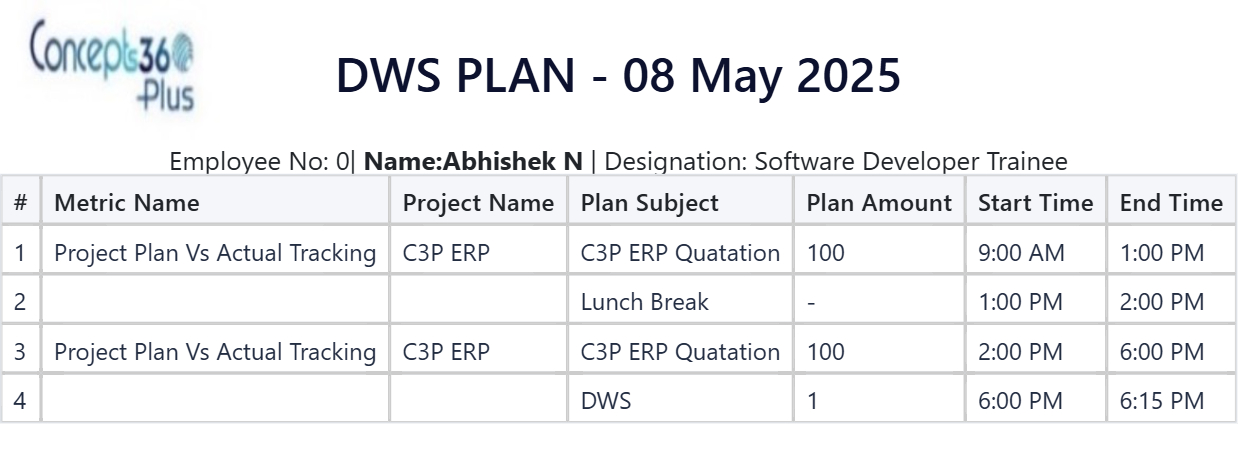 Concepts360
Plus
DWS PLAN - 08 May 2025
Employee No: 0| Name:Abhishek N | Designation: Software Developer Trainee
# Metric Name Project Name Plan Subject Plan Amount Start Time End Time
1 Project Plan Vs Actual Tracking C3P ERP C3P ERP Quatation 100 9:00 AM 1:00 PM
2 Lunch Break - 1:00 PM 2:00 PM
3 Project Plan Vs Actual Tracking C3P ERP C3P ERP Quatation 100 2:00 PM 6:00 PM
4 DWS 1 6:00 PM 6:15 PM